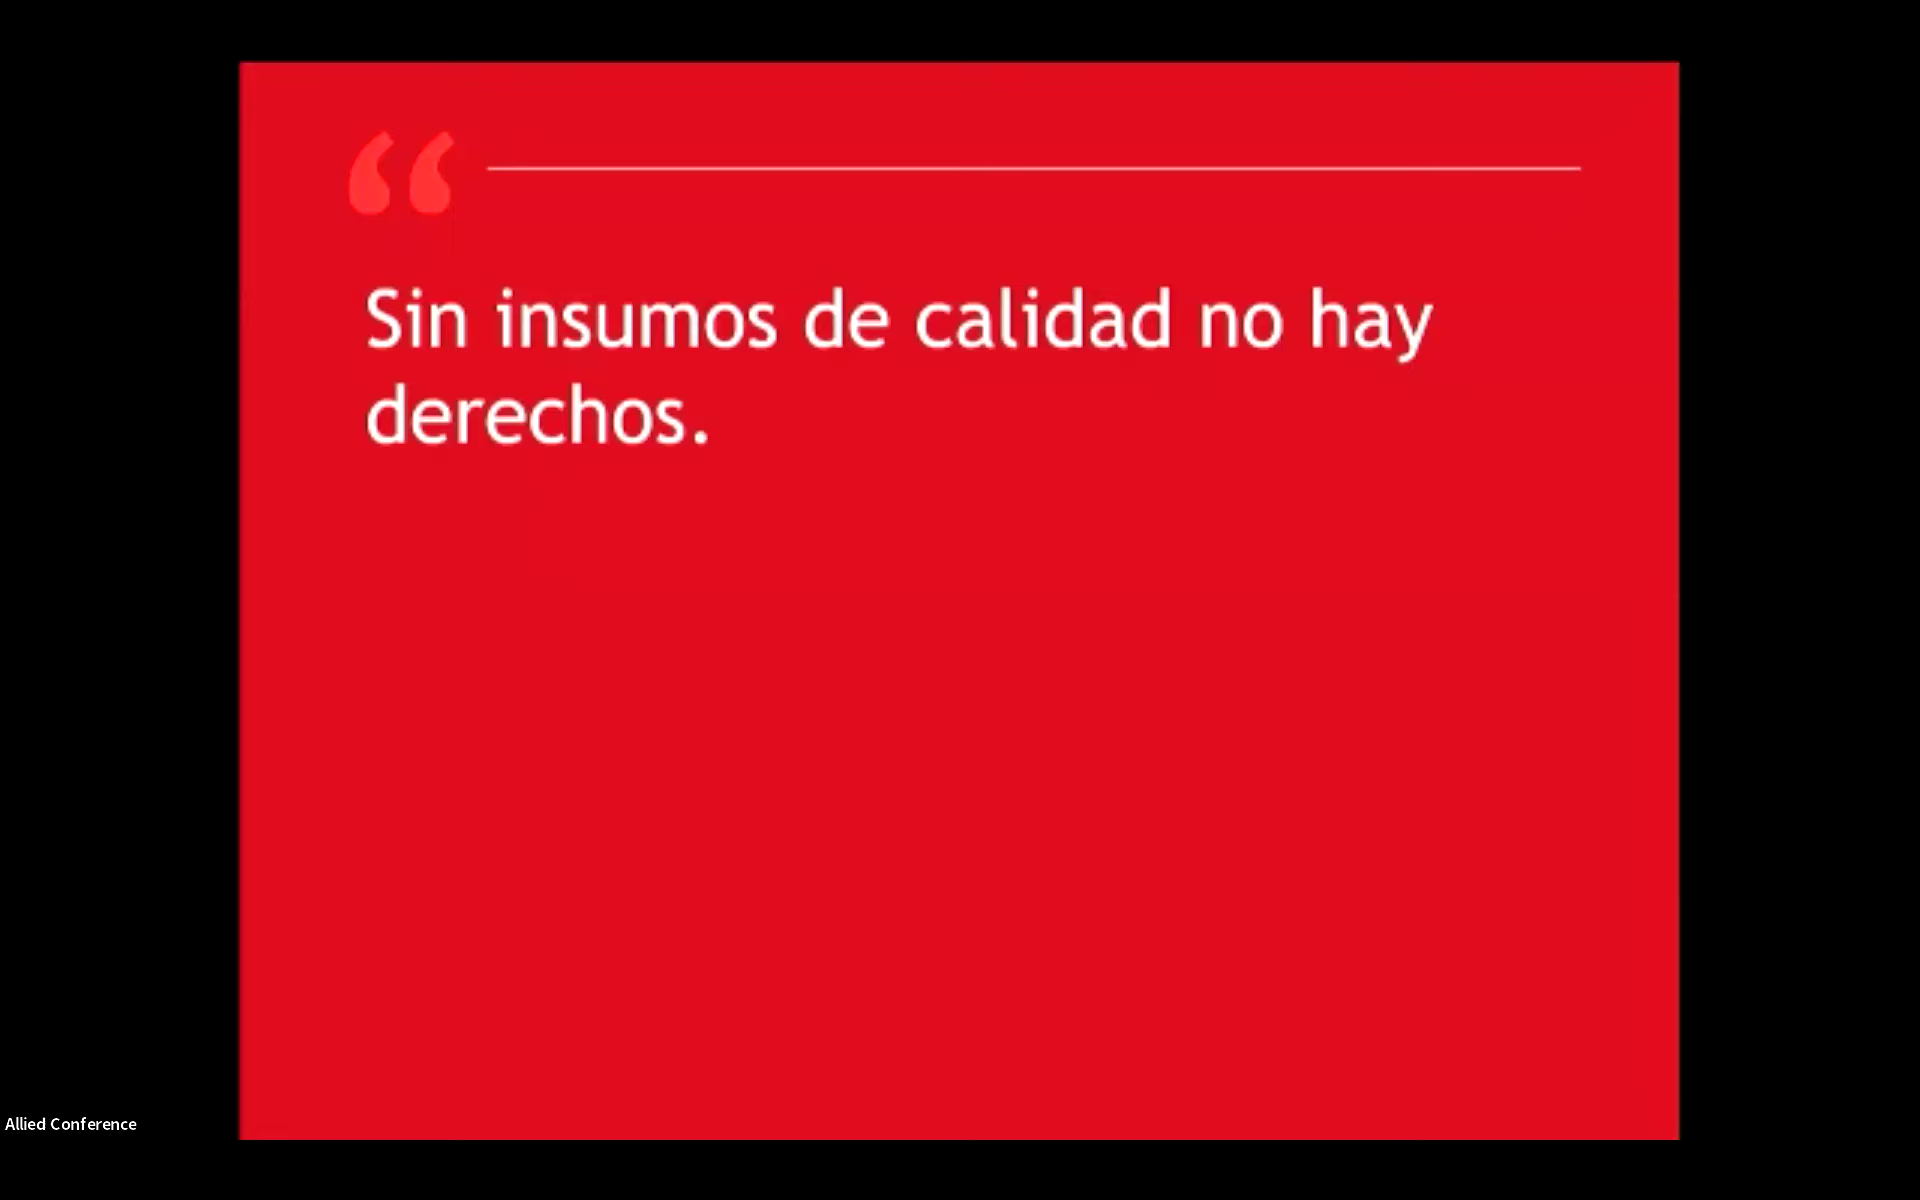 “
Sin insumos de calidad no hay
derechos.
Allied Conference